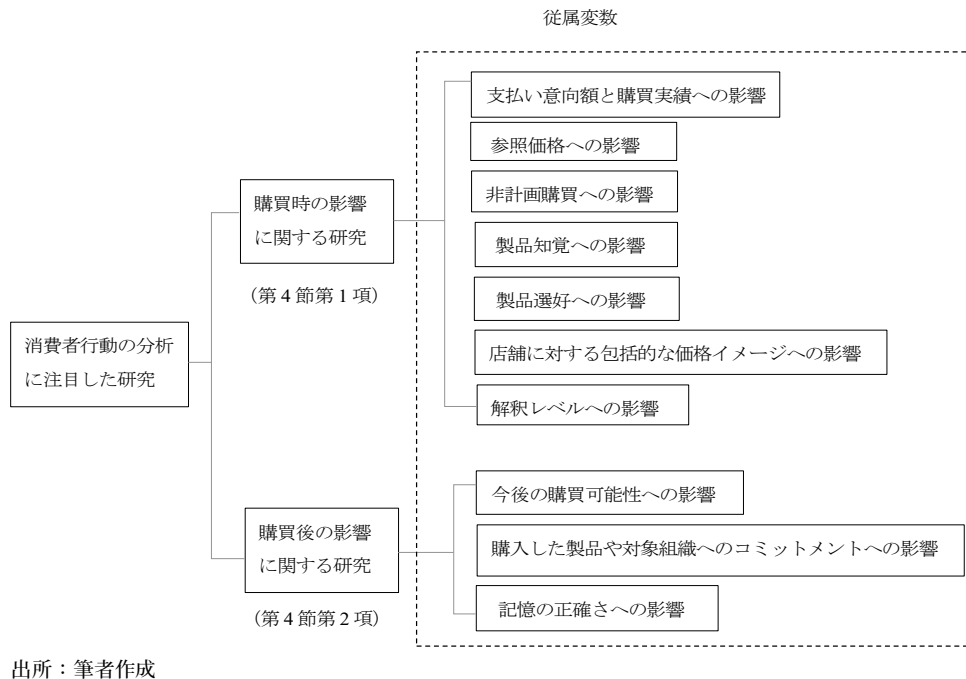 従属変数
支払い意向額と購買実績への影響
参照価格への影響
非計画購買への影響
製品知覚への影響
製品選好への影響
店舗に対する包括的な価格イメージへの影響
解釈レベルへの影響
購買時の影響
に関する研究
(第4節第1項)
消費者行動の分析
に注目した研究
今後の購買可能性への影響
購入した製品や対象組織へのコミットメントへの影響
記憶の正確さへの影響
購買後の影響
に関する研究
(第4節第2項)
出所:筆者作成